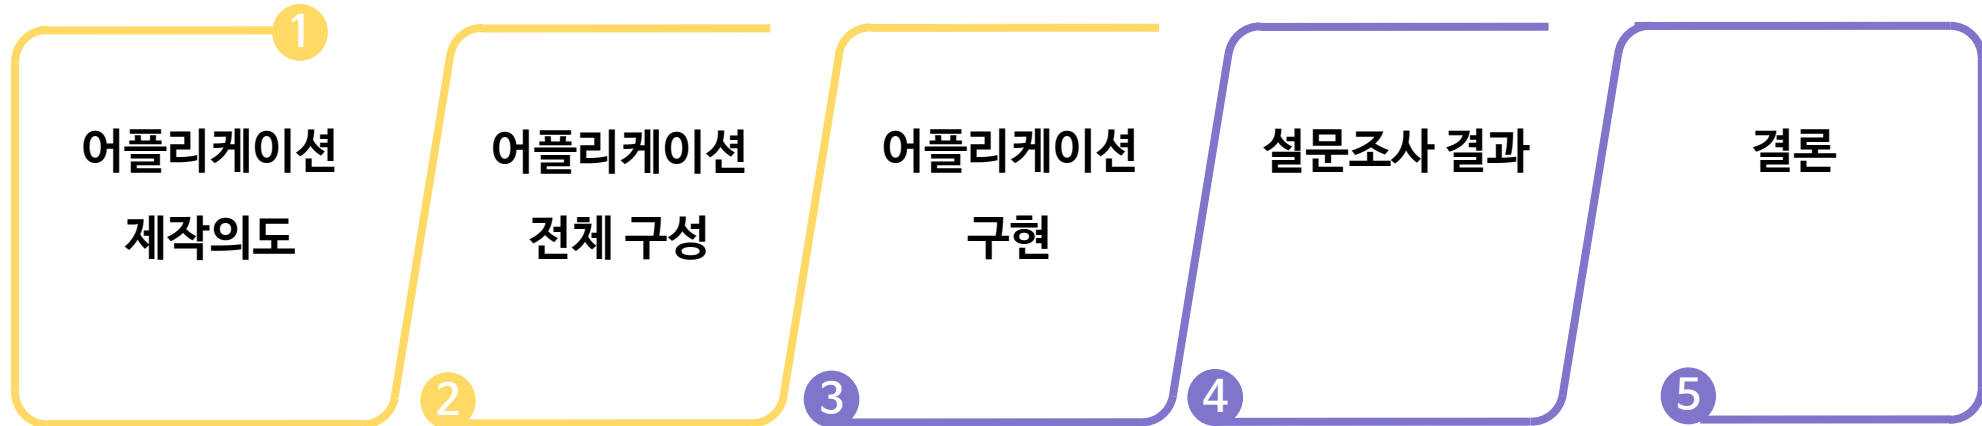 1
어플리케이션
제작의도
2
어플리케이션
전체 구성
3
어플리케이션
구현
4
설문조사 결과
5
결론